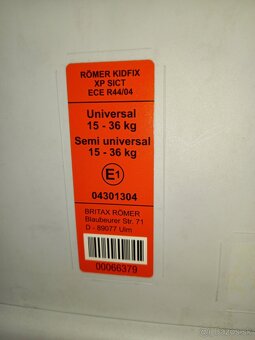 RÖMER KIDFIX
XP SICT
ECE R44/04
Universal
15 - 36 kg
Semi universal
15 - 36 kg
E1
04301304
BRITAX RÖMER
Blaubeurer Str. 71
D - 89077 Ulm
00066379